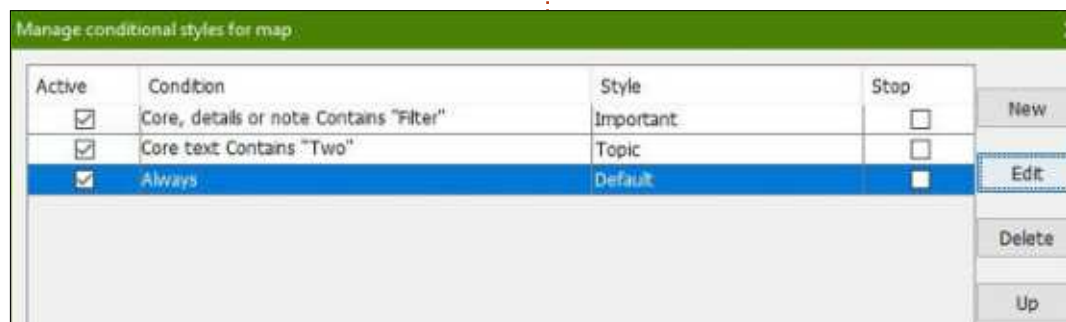 Manage conditional styles for map
Active Condition Style Stop
Core, details or note Contains "Filter" Important
Core text Contains "Two" Topic
Always Default
New
Edit
Delete
Up